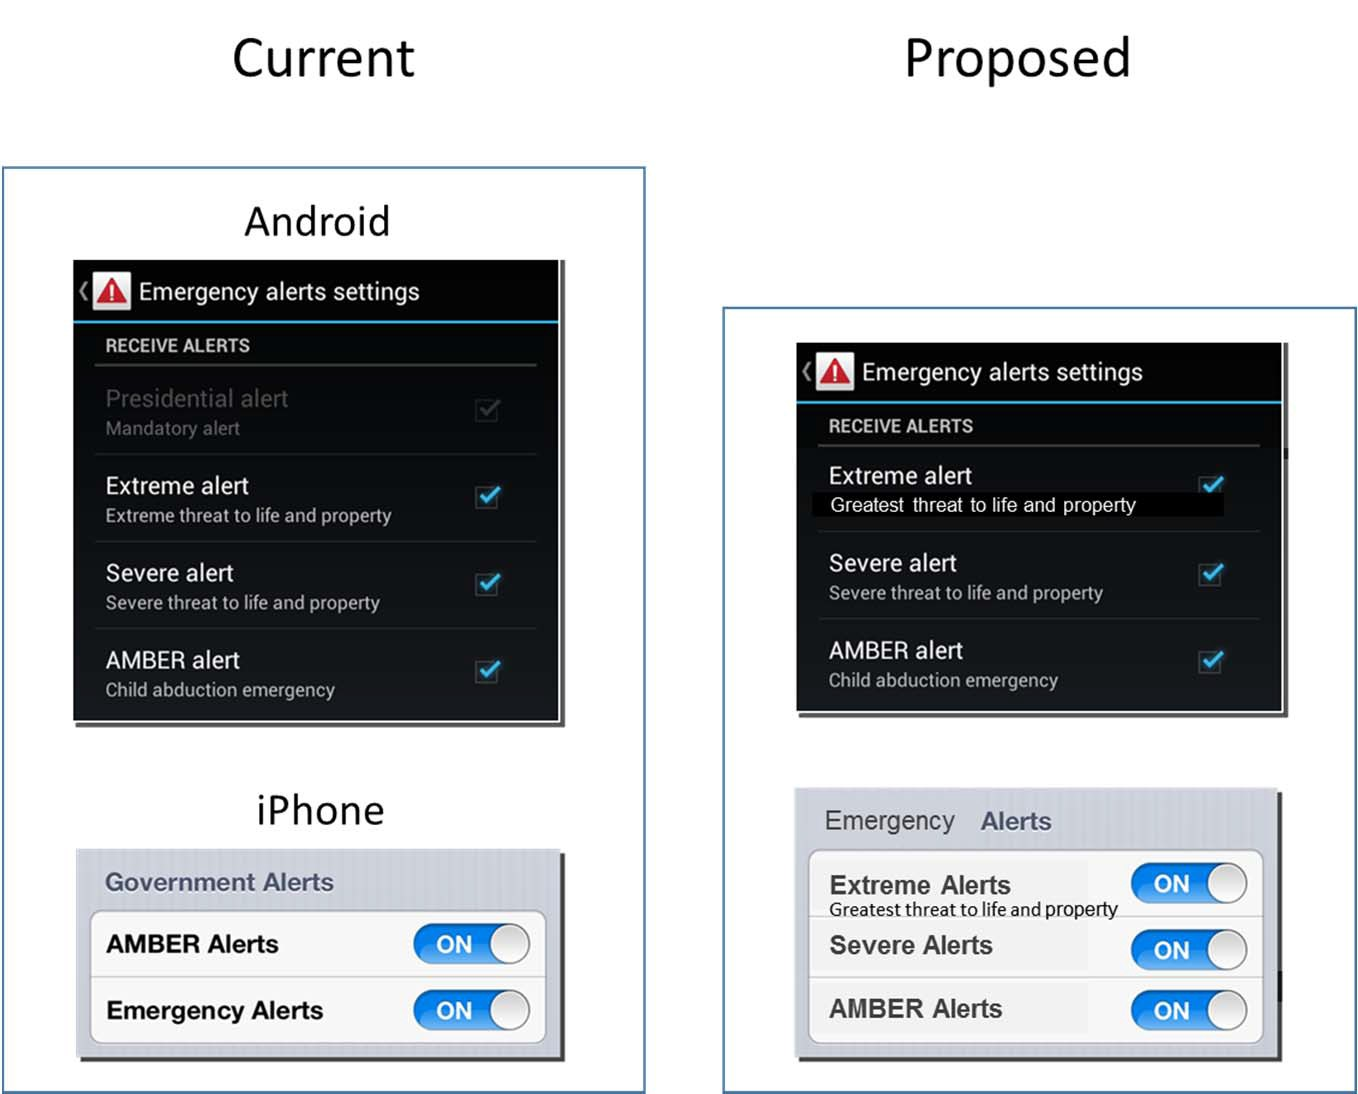 Current
Proposed
Android
Emergency alerts settings
RECEIVE ALERTS
Presidential alert
Mandatory alert
Extreme alert
Extreme threat to life and property
Severe alert
Severe threat to life and property
AMBER alert
Child abduction emergency
iPhone
Government Alerts
AMBER Alerts ON
Emergency Alerts ON
Emergency alerts settings
RECEIVE ALERTS
Extreme alert
Greatest threat to life and property
Severe alert
Severe threat to life and property
AMBER alert
Child abduction emergency
Emergency Alerts
Extreme Alerts ON
Greatest threat to life and property
Severe Alerts ON
AMBER Alerts ON